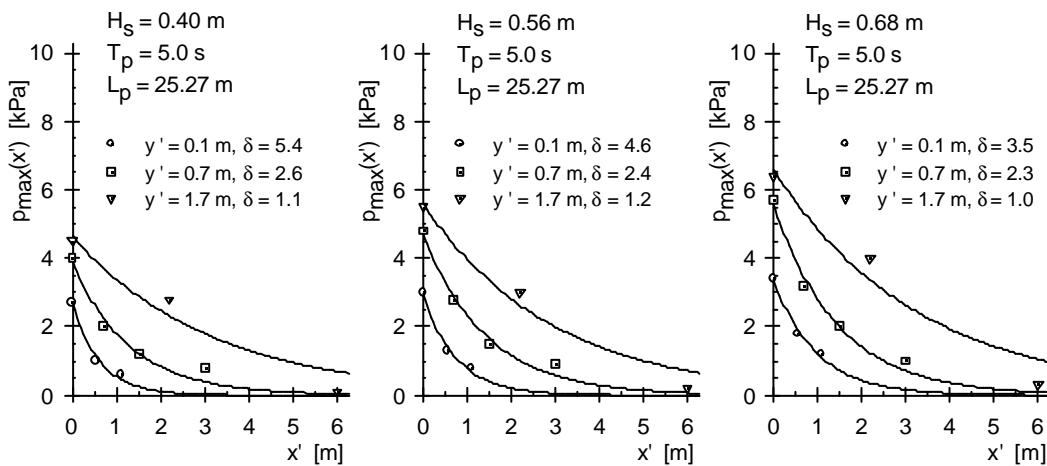 H_s = 0.40 m
T_p = 5.0 s
L_p = 25.27 m
p_max(x') [kPa]
10
8
6
4
2
0
y ' = 0.1 m, δ = 5.4
y ' = 0.7 m, δ = 2.6
y ' = 1.7 m, δ = 1.1
0 1 2 3 4 5 6
x' [m]
H_s = 0.56 m
T_p = 5.0 s
L_p = 25.27 m
p_max(x') [kPa]
10
8
6
4
2
0
y ' = 0.1 m, δ = 4.6
y ' = 0.7 m, δ = 2.4
y ' = 1.7 m, δ = 1.2
0 1 2 3 4 5 6
x' [m]
H_s = 0.68 m
T_p = 5.0 s
L_p = 25.27 m
p_max(x') [kPa]
10
8
6
4
2
0
y ' = 0.1 m, δ = 3.5
y ' = 0.7 m, δ = 2.3
y ' = 1.7 m, δ = 1.0
0 1 2 3 4 5 6
x' [m]